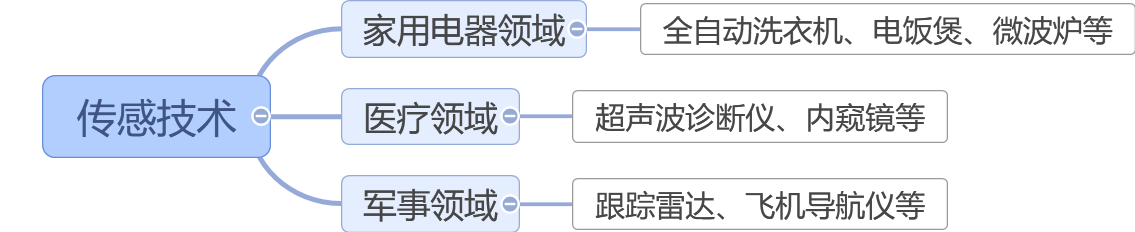 传感技术
家用电器领域
全自动洗衣机、电饭煲、微波炉等
医疗领域
超声波诊断仪、内窥镜等
军事领域
跟踪雷达、飞机导航仪等